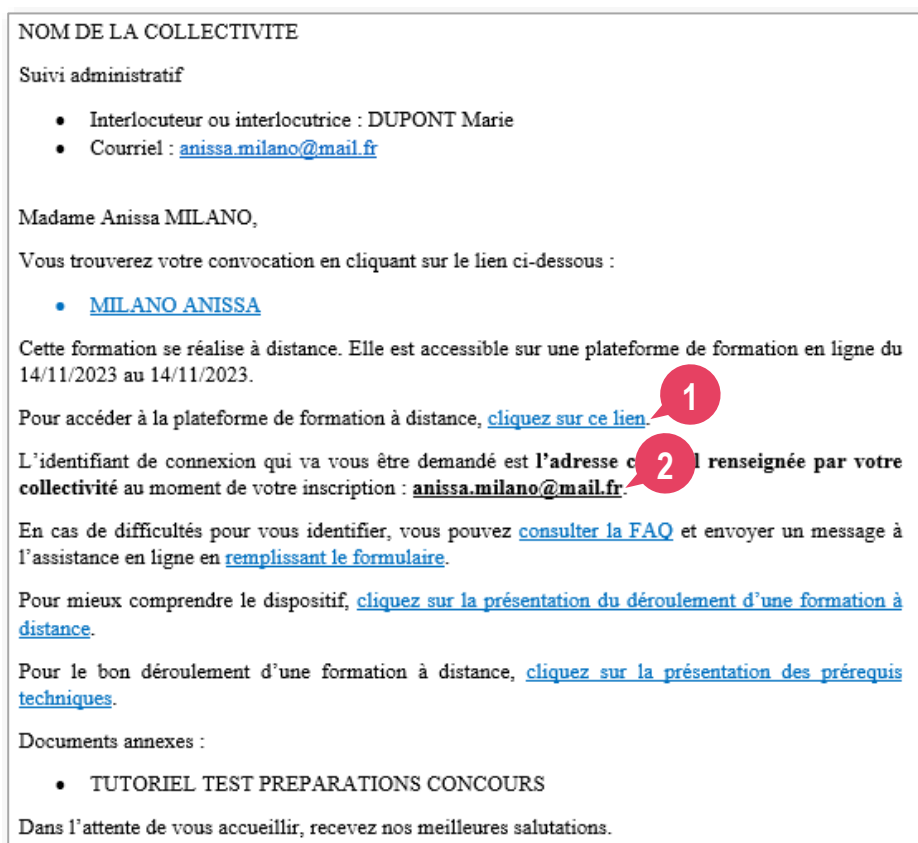 NOM DE LA COLLECTIVITE
Suivi administratif
• Interlocuteur ou interlocutrice : DUPONT Marie
• Courriel : anissa.milano@mail.fr
Madame Anissa MILANO,
Vous trouverez votre convocation en cliquant sur le lien ci-dessous :
• MILANO ANISSA
Cette formation se réalise à distance. Elle est accessible sur une plateforme de formation en ligne du
14/11/2023 au 14/11/2023.
1
Pour accéder à la plateforme de formation à distance, cliquez sur ce lien.
L’identifiant de connexion qui va vous être demandé est l’adresse renseignée par votre
2
collectivité au moment de votre inscription : anissa.milano@mail.fr.
En cas de difficultés pour vous identifier, vous pouvez consulter la FAQ et envoyer un message à
l’assistance en ligne en remplissant le formulaire.
Pour mieux comprendre le dispositif, cliquez sur la présentation du déroulement d’une formation à
distance.
Pour le bon déroulement d’une formation à distance, cliquez sur la présentation des prérequis
techniques.
Documents annexes :
• TUTORIEL TEST PREPARATIONS CONCOURS
Dans l’attente de vous accueillir, recevez nos meilleures salutations.